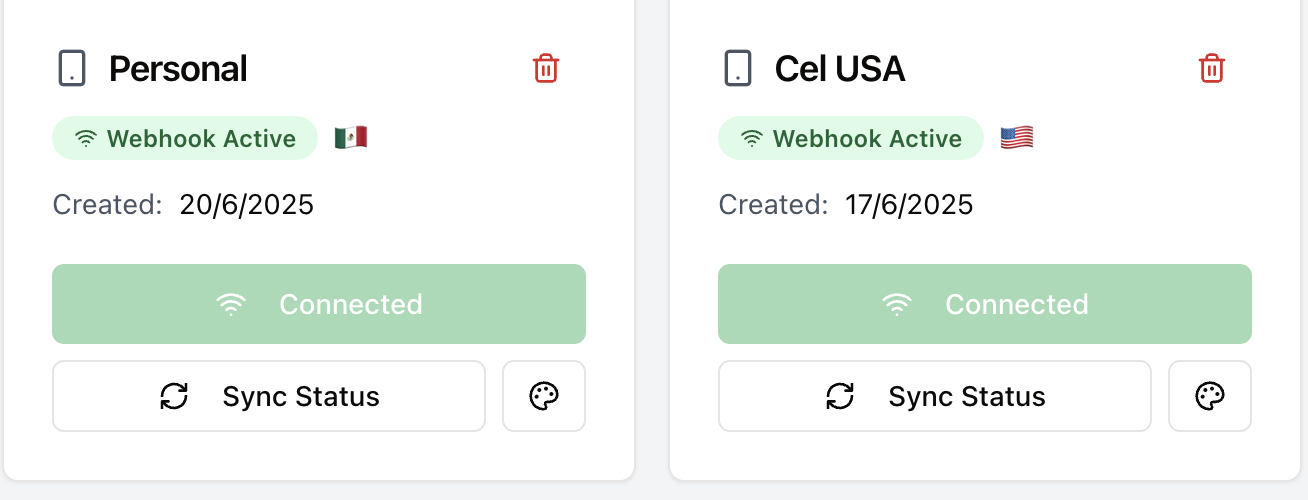 Personal
Webhook Active
Created: 20/6/2025
Connected
Sync Status
Cel USA
Webhook Active
Created: 17/6/2025
Connected
Sync Status